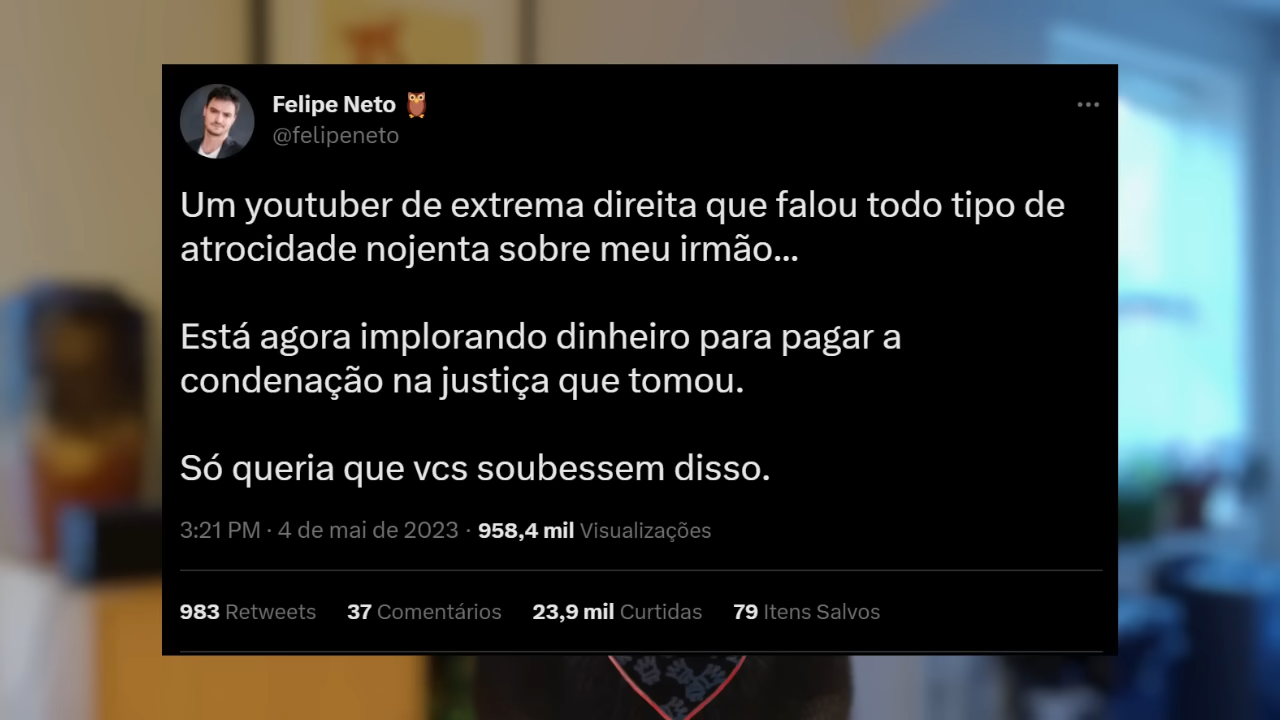 Felipe Neto 🦉
@felipeneto
Um youtuber de extrema direita que falou todo tipo de
atrocidade nojenta sobre meu irmão...
Está agora implorando dinheiro para pagar a
condenação na justiça que tomou.
Só queria que vcs soubessem disso.
3:21 PM · 4 de mai de 2023 · 958,4 mil Visualizações
983 Retweets 37 Comentários 23,9 mil Curtidas 79 Itens Salvos